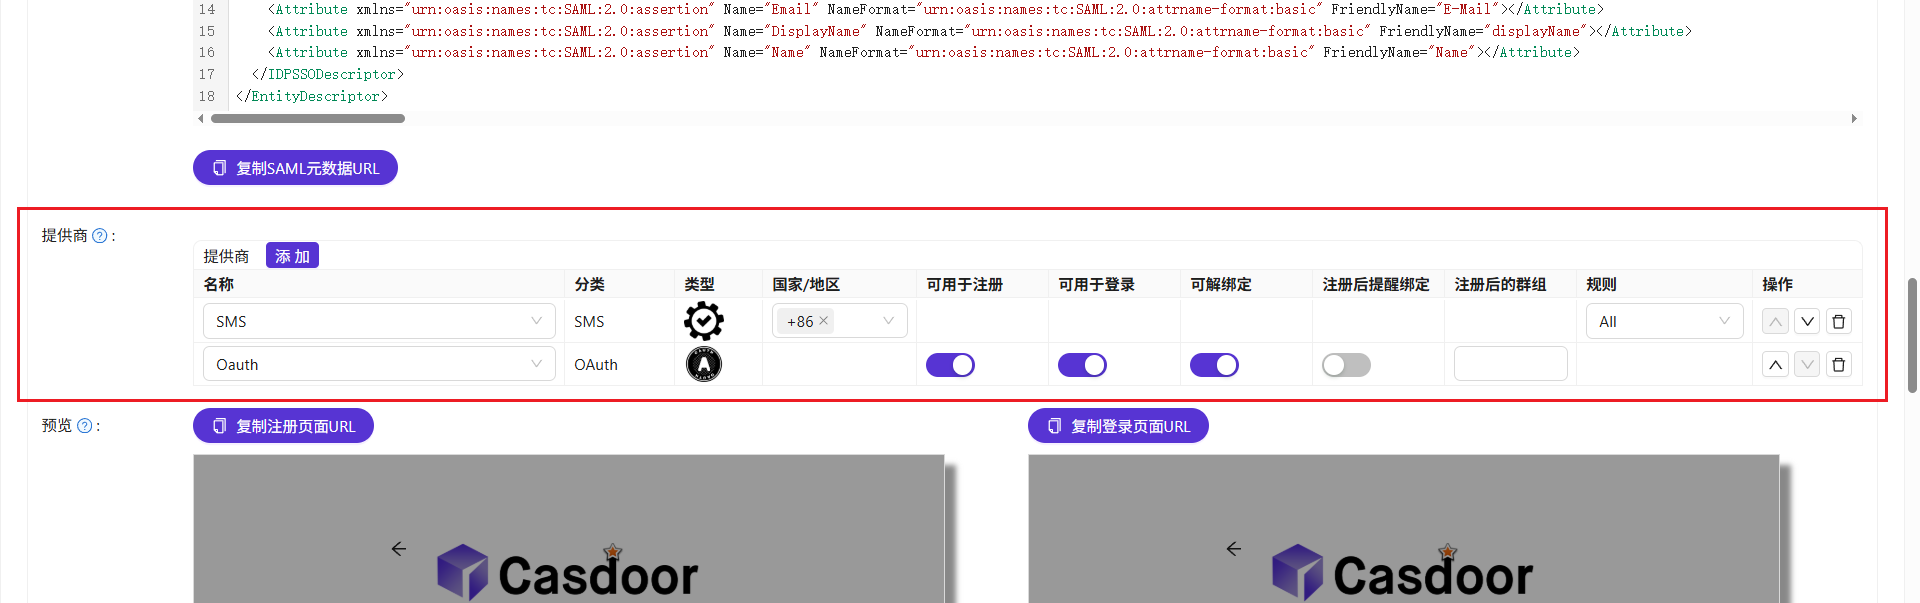 14 <Attribute xmlns="urn:oasis:names:tc:SAML:2.0:assertion" Name="Email" NameFormat="urn:oasis:names:tc:SAML:2.0:attrname-format:basic" FriendlyName="E-Mail"></Attribute>
15 <Attribute xmlns="urn:oasis:names:tc:SAML:2.0:assertion" Name="DisplayName" NameFormat="urn:oasis:names:tc:SAML:2.0:attrname-format:basic" FriendlyName="displayName"></Attribute>
16 <Attribute xmlns="urn:oasis:names:tc:SAML:2.0:assertion" Name="Name" NameFormat="urn:oasis:names:tc:SAML:2.0:attrname-format:basic" FriendlyName="Name"></Attribute>
17 </IDPSSODescriptor>
18 </EntityDescriptor>
复制SAML元数据URL
提供商 ? :
提供商 添加
名称 分类 类型 国家/地区 可用于注册 可用于登录 可解绑定 注册后提醒绑定 注册后的群组 规则 操作
SMS SMS +86 All
Oauth OAuth
预览 ? : 复制注册页面URL 复制登录页面URL
Casdoor Casdoor